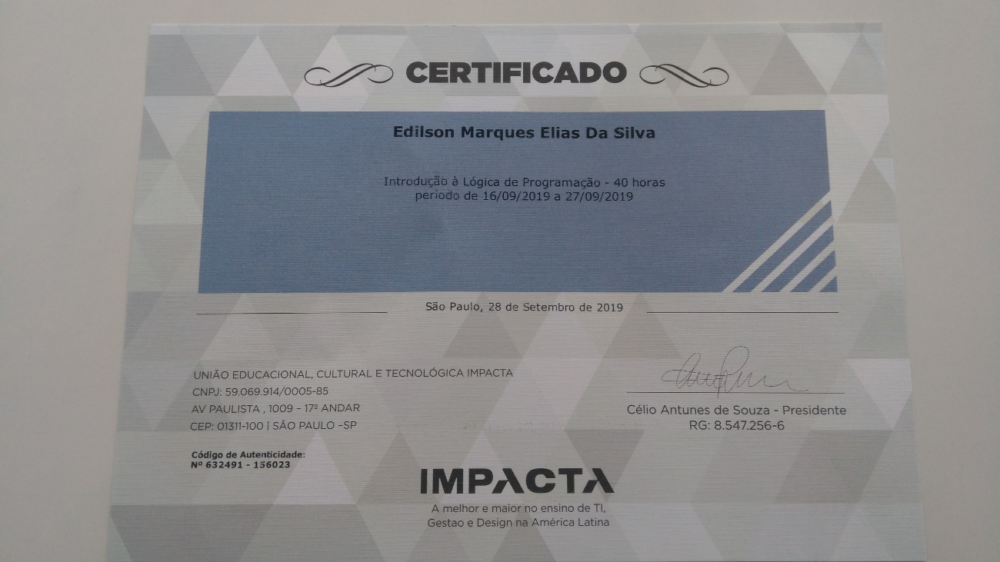 CERTIFICADO
Edilson Marques Elias Da Silva
Introdução à Lógica de Programação - 40 horas
período de 16/09/2019 a 27/09/2019
São Paulo, 28 de Setembro de 2019
UNIÃO EDUCACIONAL, CULTURAL E TECNOLÓGICA IMPACTA
CNPJ: 59.069.914/0005-85
AV PAULISTA , 1009 – 17º ANDAR
CEP: 01311-100 | SÃO PAULO –SP
Célio Antunes de Souza - Presidente
RG: 8.547.256-6
Código de Autenticidade:
Nº 632491 - 156023
IMPACTA
A melhor e maior no ensino de TI,
Gestao e Design na América Latina